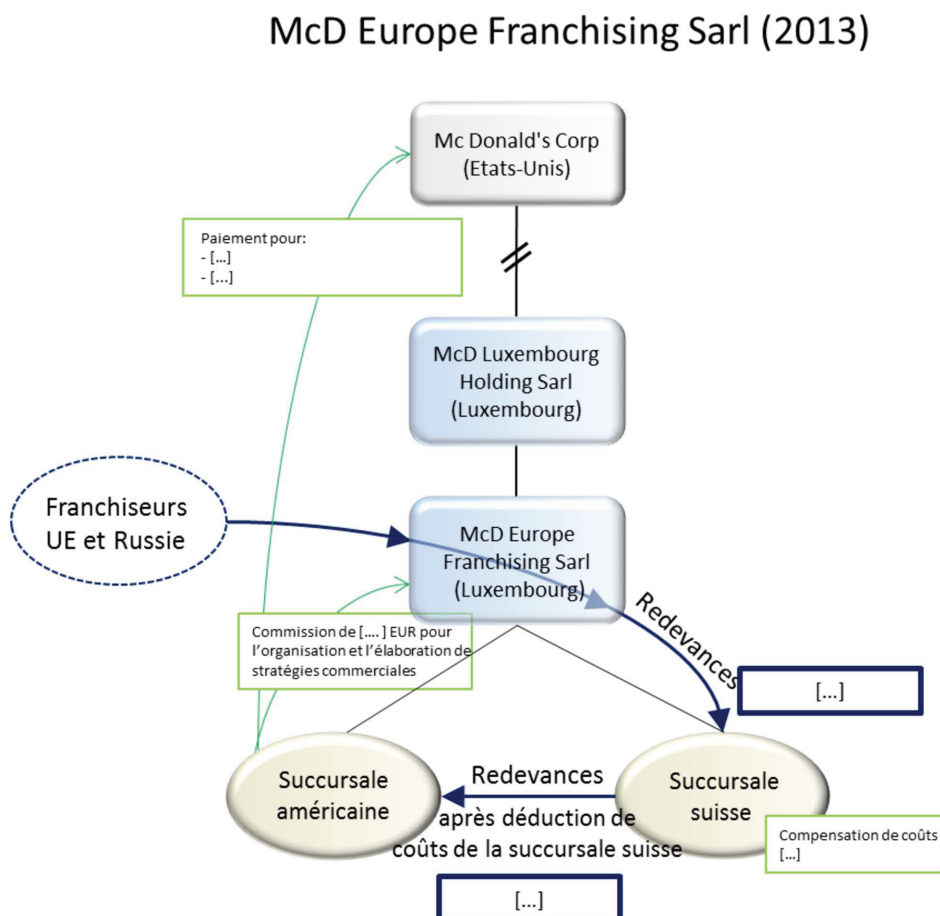 McD Europe Franchising Sarl (2013)
Mc Donald's Corp
(Etats-Unis)
Paiement pour:
- [...]
- [...]
McD Luxembourg
Holding Sarl
(Luxembourg)
Franchiseurs
UE et Russie
McD Europe
Franchising Sarl
(Luxembourg)
Redevances
Commission de [....] EUR pour
l'organisation et l'élaboration de
stratégies commerciales
[...]
Succursale
américaine
Redevances
après déduction de
coûts de la succursale suisse
[...]
Succursale
suisse
Compensation de coûts
[...]